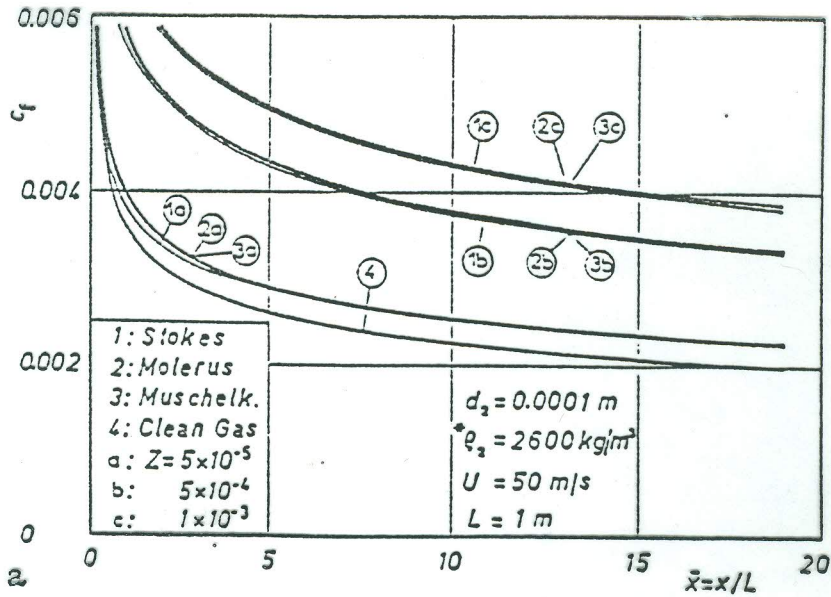 0.006
c_f
0.004
0.002
0
1a
2a
3a
4
1c
2c
3c
1b
2b
3b
1: Stokes
2: Molerus
3: Muschelk.
4: Clean Gas
a: Z = 5×10⁻⁵
b: 5×10⁻⁴
c: 1×10⁻³
d₂ = 0.0001 m
*ϱ₂ = 2600 kg/m³
U = 50 m/s
L = 1 m
0 5 10 15 20
x̄=x/L
a